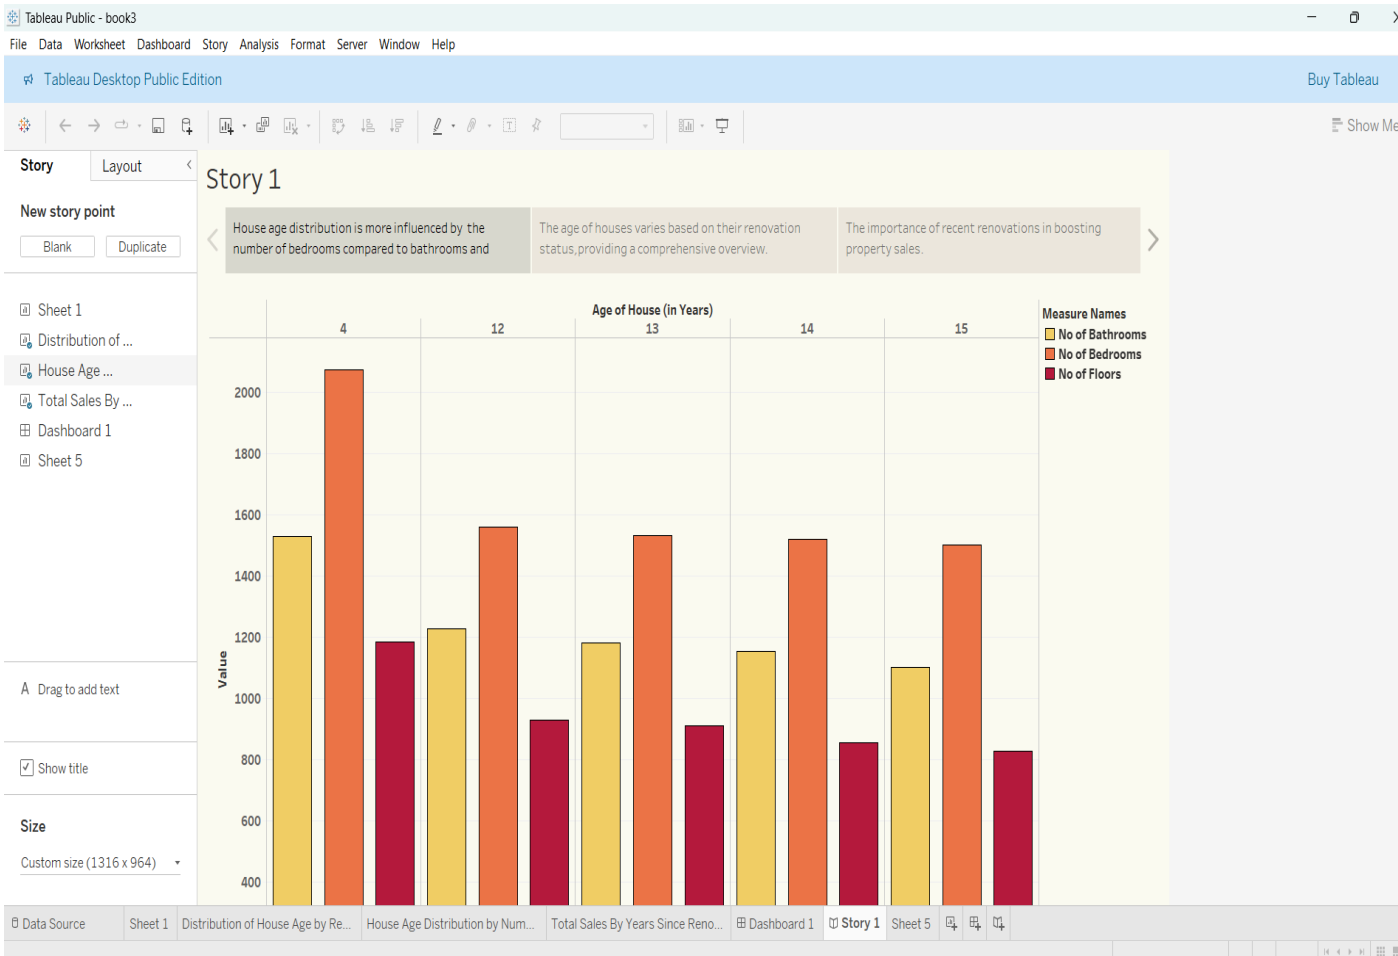 Tableau Public - book3
File Data Worksheet Dashboard Story Analysis Format Server Window Help
Tableau Desktop Public Edition
Buy Tableau
Show Me
Story
Layout
New story point
Blank
Duplicate
Sheet 1
Distribution of ...
House Age ...
Total Sales By ...
Dashboard 1
Sheet 5
A Drag to add text
Show title
Size
Custom size (1316 x 964)
Story 1
House age distribution is more influenced by the
number of bedrooms compared to bathrooms and
The age of houses varies based on their renovation
status,providing a comprehensive overview.
The importance of recent renovations in boosting
property sales.
Age of House (in Years)
4 12 13 14 15
2000
1800
1600
1400
1200
1000
800
600
400
Value
Measure Names
No of Bathrooms
No of Bedrooms
No of Floors
Data Source Sheet 1 Distribution of House Age by Re... House Age Distribution by Num... Total Sales By Years Since Reno... Dashboard 1 Story 1 Sheet 5